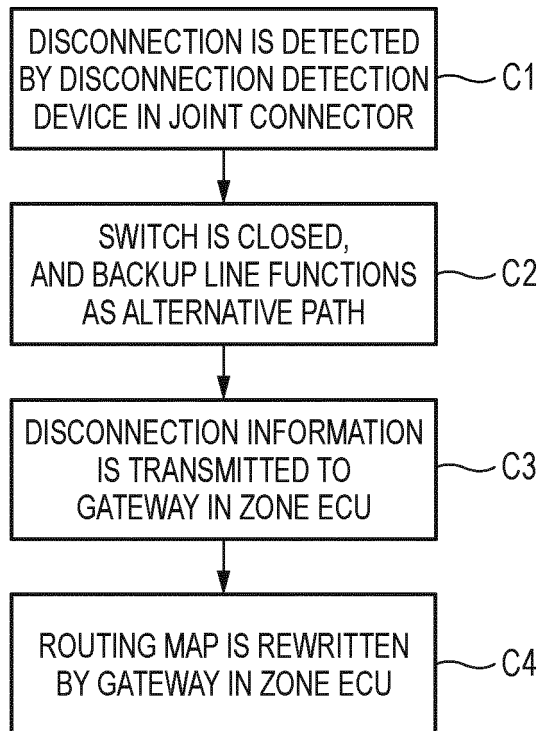 DISCONNECTION IS DETECTED
BY DISCONNECTION DETECTION
DEVICE IN JOINT CONNECTOR
C1
SWITCH IS CLOSED,
AND BACKUP LINE FUNCTIONS
AS ALTERNATIVE PATH
C2
DISCONNECTION INFORMATION
IS TRANSMITTED TO
GATEWAY IN ZONE ECU
C3
ROUTING MAP IS REWRITTEN
BY GATEWAY IN ZONE ECU
C4